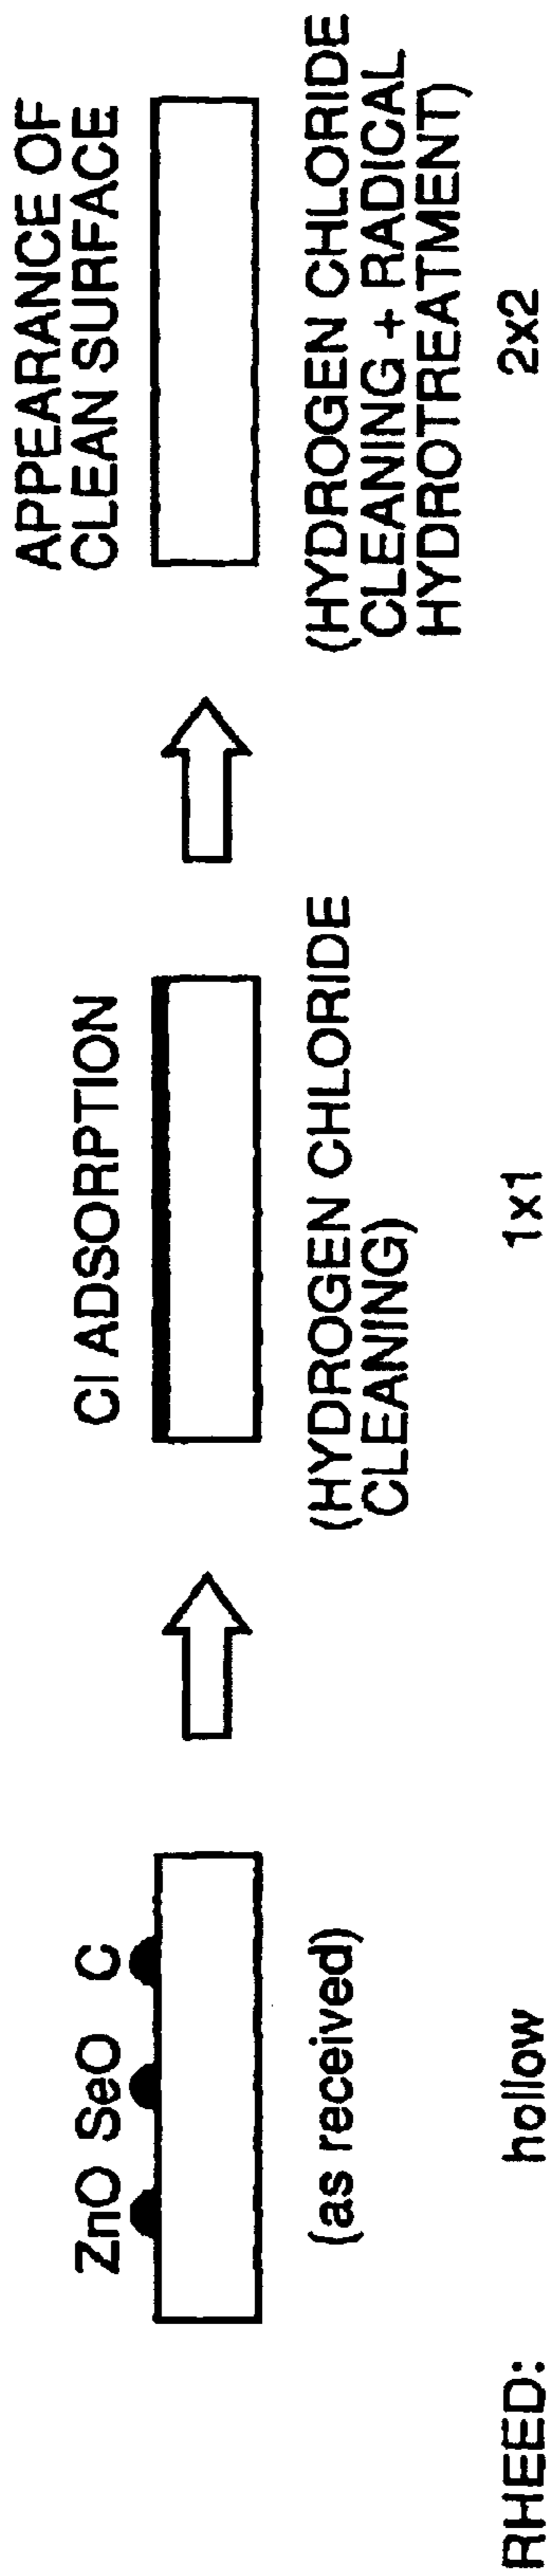 ZnO SeO C
(as received)
Cl ADSORPTION
(HYDROGEN CHLORIDE
CLEANING)
APPEARANCE OF
CLEAN SURFACE
(HYDROGEN CHLORIDE
CLEANING + RADICAL
HYDROTREATMENT)
RHEED: hollow 1x1 2x2